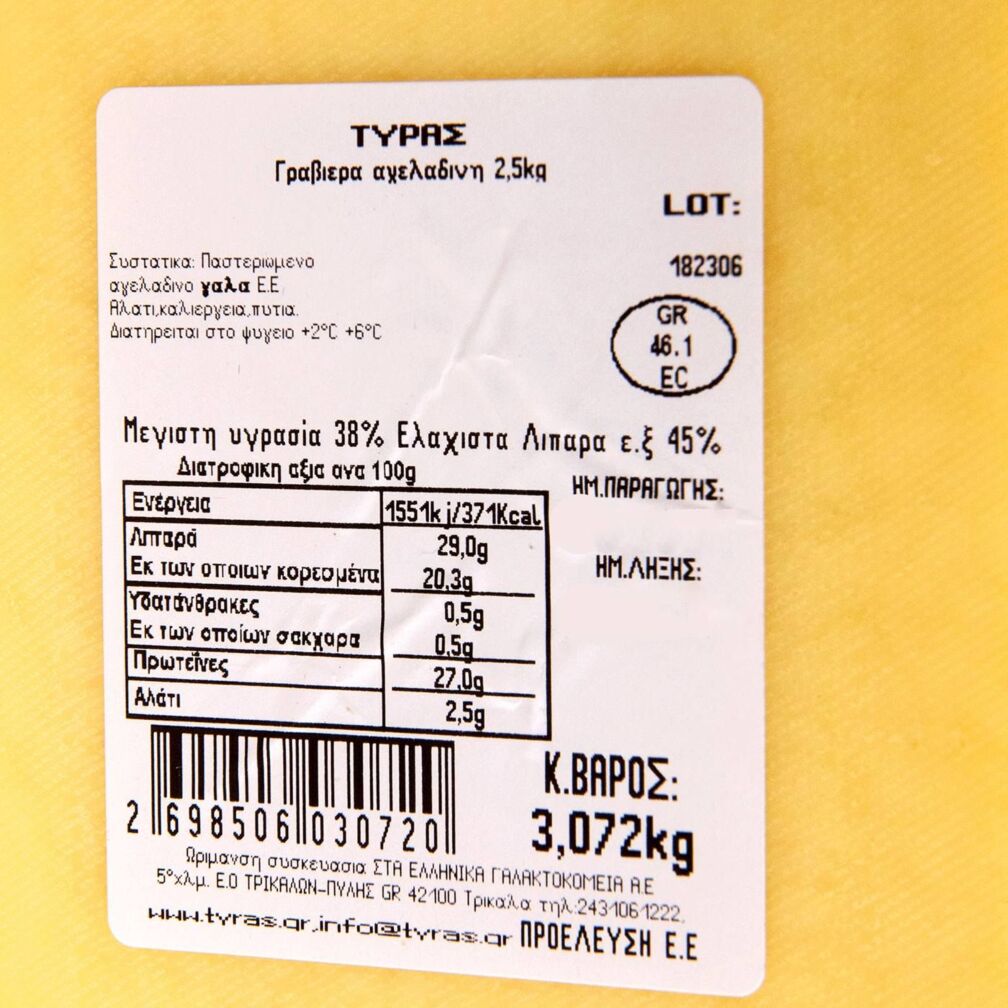 ΤΥΡΑΣ
Γραβιερα αγελαδινη 2,5kg
LOT:
182306
Συστατικα: Παστεριωμενο
αγελαδινο γαλα Ε.Ε
Αλατι,καλιεργεια,πυτια.
Διατηρειται στο ψυγειο +2°C +6°C
GR
46.1
EC
Μεγιστη υγρασία 38% Ελαχιστα Λιπαρα ε.ξ 45%
Διατροφικη αξια ανα 100g
ΗΜ.ΠΑΡΑΓΩΓΗΣ:
ΗΜ.ΛΗΞΗΣ:
Ενέργεια 1551kj/371Kcal
Λιπαρά 29,0g
Εκ των οποιων κορεσμένα 20,3g
Υδατάνθρακες 0,5g
Εκ των οποίων σακχαρα 0,5g
Πρωτεΐνες 27,0g
Αλάτι 2,5g
Κ.ΒΑΡΟΣ:
3,072kg
2 698506 030720
Ωριμανση συσκευασια ΣΤΑ ΕΛΛΗΝΙΚΑ ΓΑΛΑΚΤΟΚΟΜΕΙΑ Α.Ε
5°χλμ. Ε.Ο ΤΡΙΚΑΛΩΝ-ΠΥΛΗΣ GR 42100 Τρικαλα τηλ:2431061222.
www.tyras.gr,info@tyras.gr ΠΡΟΕΛΕΥΣΗ Ε.Ε